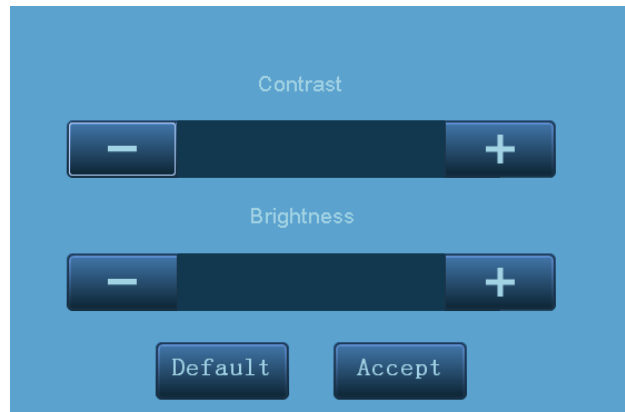 Contrast
− +
Brightness
− +
Default Accept